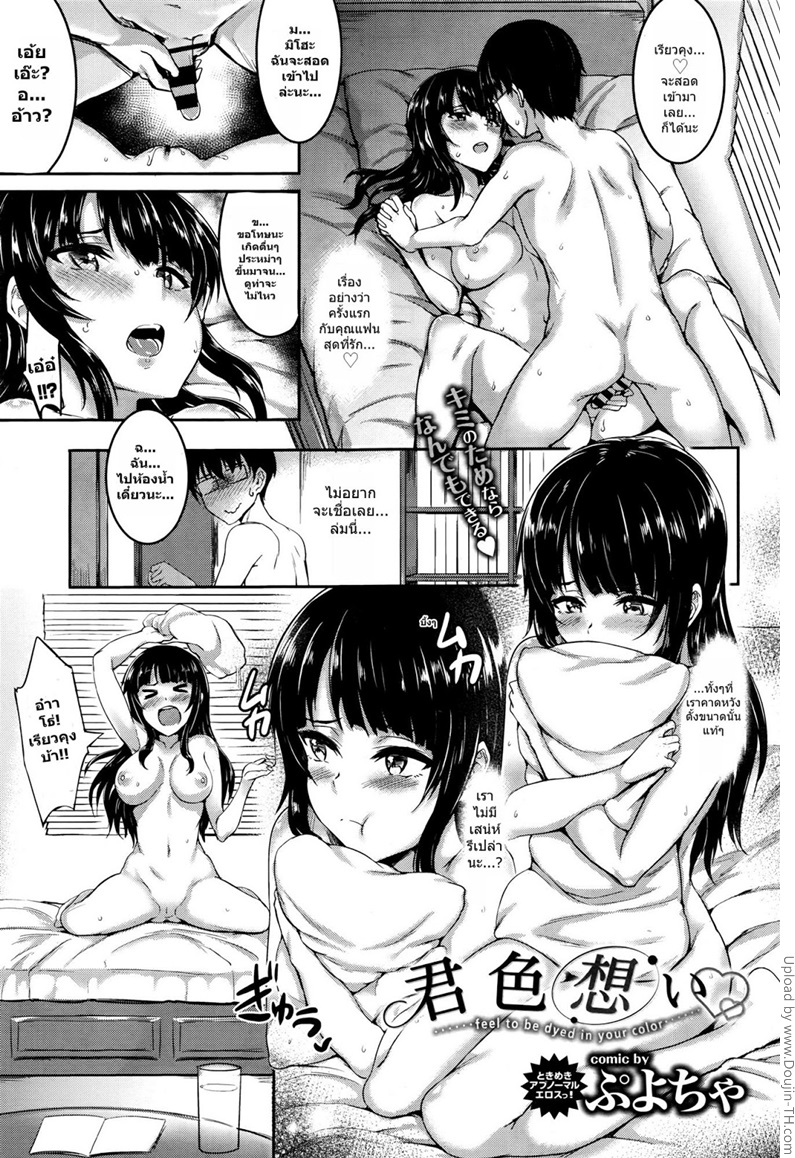 เรียวคุง...
♡
จะสอด
เข้ามา
เลย...
ก็ได้นะ
ม...
มิโฮะ
ฉันจะสอด
เข้าไป
ล่ะนะ...
เอ้ย
เอ๊ะ?
อ...
อ้าว?
เรื่อง
อย่างว่า
ครั้งแรก
กับคุณแฟน
สุดที่รัก...
♡
ข...
ขอโทษนะ
เกิดตื่นๆ
ประหม่าๆ
ขึ้นมาจน...
ดูท่าจะ
ไม่ไหว
เอ๋อ๋
!!?
キミのためなら
なんでもできる♥
ไม่อยาก
จะเชื่อเลย...
ล่มนี่...
ฉ...
ฉัน...
ไปห้องน้ำ
เดี๋ยวนะ...
...ทั้งๆที่
เราคาดหวัง
ตั้งขนาดนั้น
แท้ๆ
ปึ้งๆ
ムカ
ムカ
เรา
ไม่มี
เสน่ห์
รึเปล่า
นะ...?
อ๋าา
โธ่!
เรียวคุง
บ้า!!
ぎゅうっ
君色想い♡
......feel to be dyed in your color......
comic by
ぷよちゃ
ときめき
アブノーマル
エロスっ!
Upload by www.Doujin-TH.com